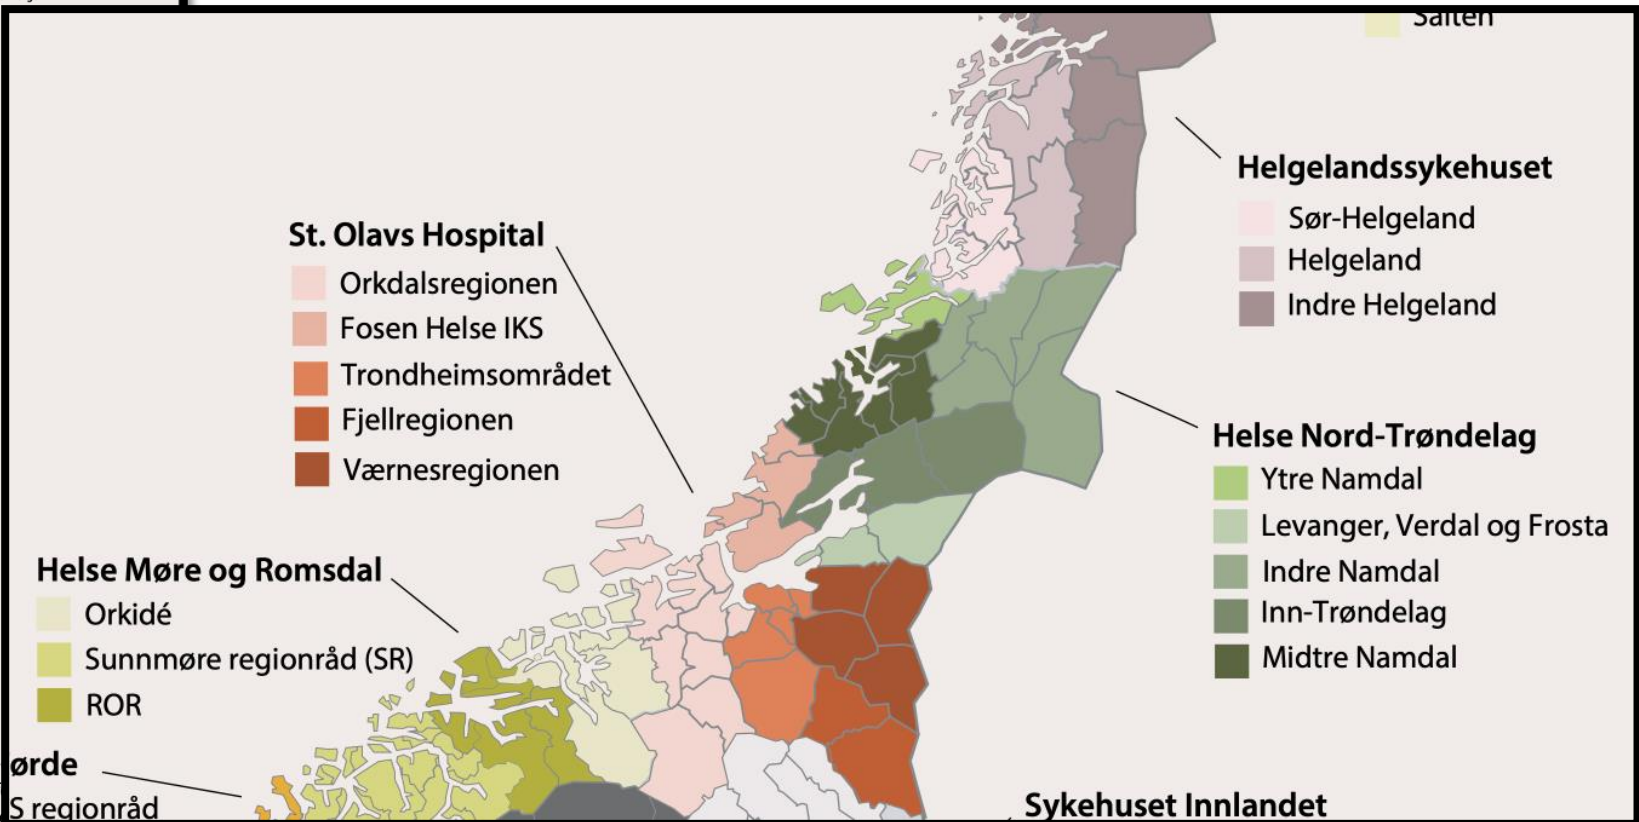 Salten
Helgelandssykehuset
Sør-Helgeland
Helgeland
Indre Helgeland
St. Olavs Hospital
Orkdalsregionen
Fosen Helse IKS
Trondheimsområdet
Fjellregionen
Værnesregionen
Helse Nord-Trøndelag
Ytre Namdal
Levanger, Verdal og Frosta
Indre Namdal
Inn-Trøndelag
Midtre Namdal
Helse Møre og Romsdal
Orkidé
Sunnmøre regionråd (SR)
ROR
ørde
S regionråd
Sykehuset Innlandet